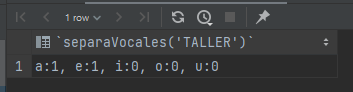 1 row
`separaVocales('TALLER')`
1 a:1, e:1, i:0, o:0, u:0